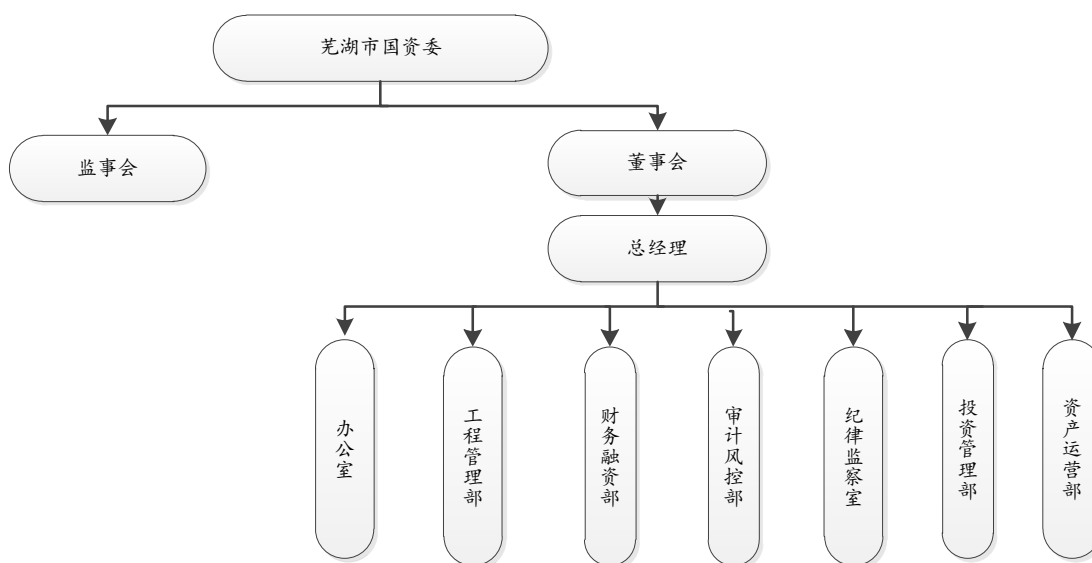 芜湖市国资委
监事会
董事会
总经理
办公室
工程管理部
财务融资部
审计风控部
纪律监察室
投资管理部
资产运营部